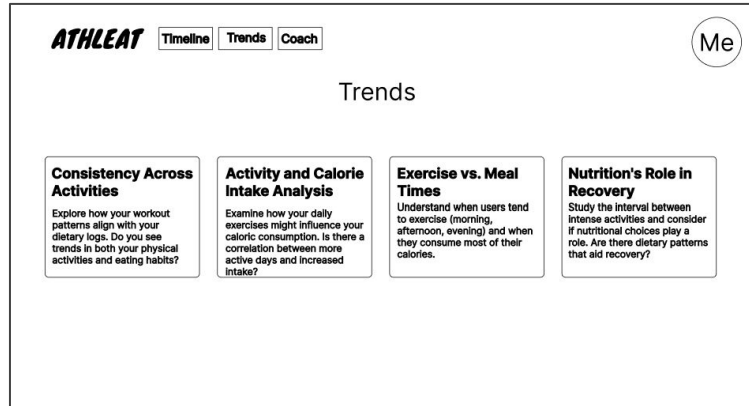 ATHLEAT Timeline Trends Coach Me
Trends
Consistency Across
Activities
Explore how your workout
patterns align with your
dietary logs. Do you see
trends in both your physical
activities and eating habits?
Activity and Calorie
Intake Analysis
Examine how your daily
exercises might influence your
caloric consumption. Is there a
correlation between more
active days and increased
intake?
Exercise vs. Meal
Times
Understand when users tend
to exercise (morning,
afternoon, evening) and when
they consume most of their
calories.
Nutrition's Role in
Recovery
Study the interval between
intense activities and consider
if nutritional choices play a
role. Are there dietary patterns
that aid recovery?